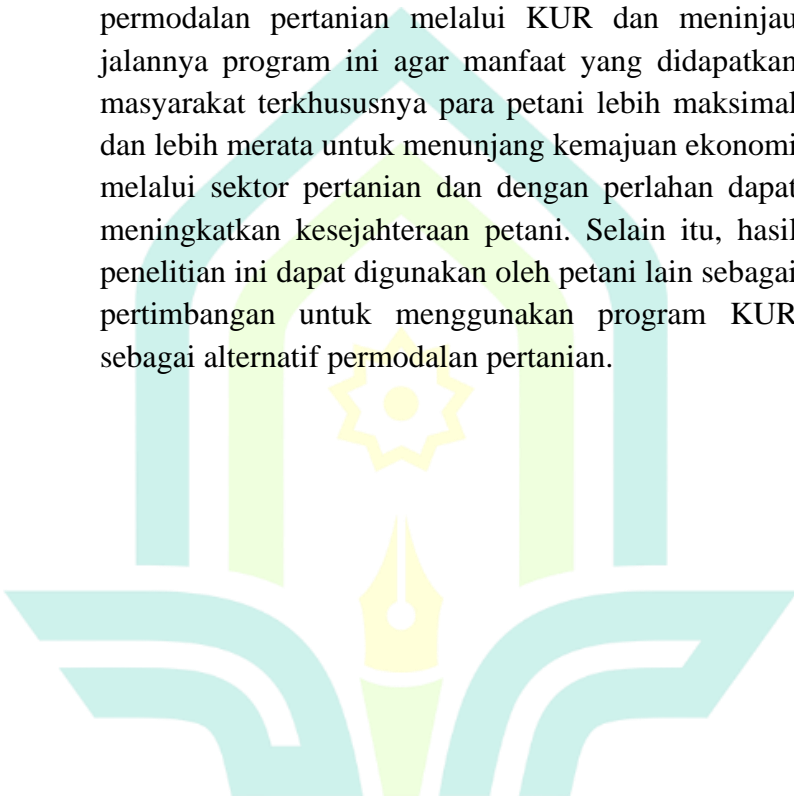 permodalan pertanian melalui KUR dan meninjau
jalannya program ini agar manfaat yang didapatkan
masyarakat terkhususnya para petani lebih maksimal
dan lebih merata untuk menunjang kemajuan ekonomi
melalui sektor pertanian dan dengan perlahan dapat
meningkatkan kesejahteraan petani. Selain itu, hasil
penelitian ini dapat digunakan oleh petani lain sebagai
pertimbangan untuk menggunakan program KUR
sebagai alternatif permodalan pertanian.